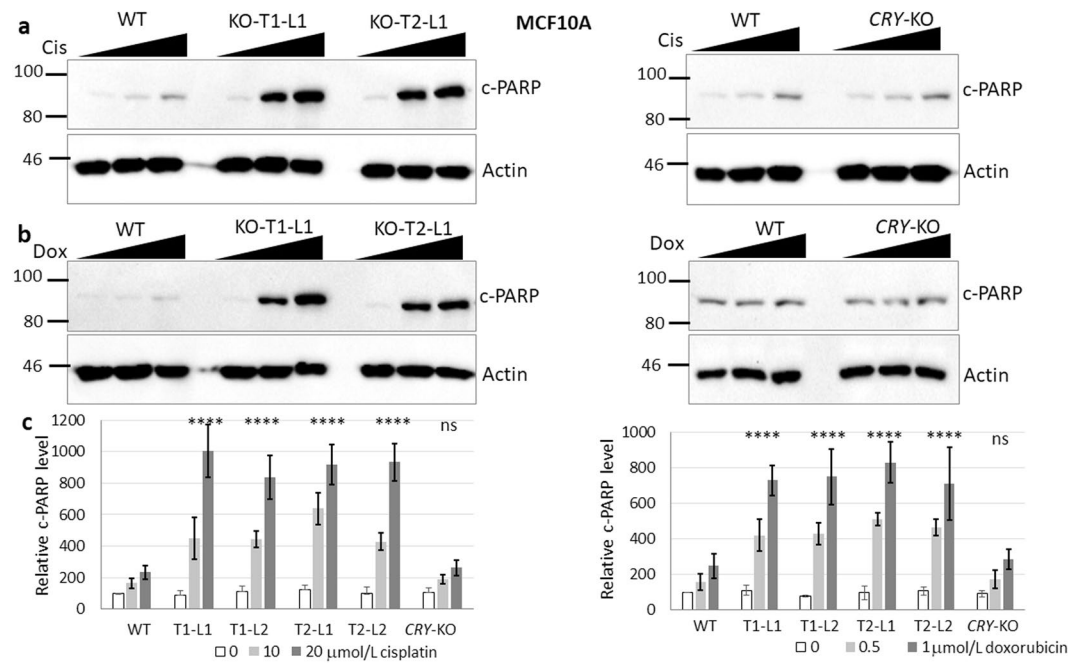 a
WT KO-T1-L1 KO-T2-L1 MCF10A WT CRY-KO
Cis
100
80
c-PARP
46
Actin
Cis
100
80
c-PARP
46
Actin
b
WT KO-T1-L1 KO-T2-L1 WT CRY-KO
Dox
100
80
c-PARP
46
Actin
Dox
100
80
c-PARP
46
Actin
c
Relative c-PARP level
1200
1000
800
600
400
200
0
**** **** **** **** ns
WT T1-L1 T1-L2 T2-L1 T2-L2 CRY-KO
0 10 20 μmol/L cisplatin
Relative c-PARP level
1000
800
600
400
200
0
**** **** **** **** ns
WT T1-L1 T1-L2 T2-L1 T2-L2 CRY-KO
0 0.5 1μmol/L doxorubicin